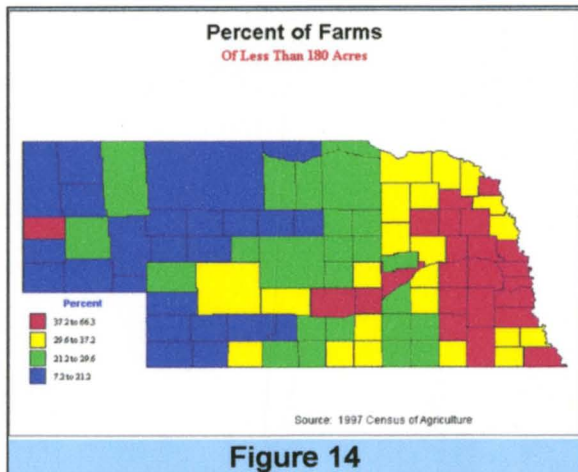 Percent of Farms
Of Less Than 180 Acres
Percent
37.2 to 66.3
29.6 to 37.2
21.2 to 29.6
7.3 to 21.2
Source: 1997 Census of Agriculture
Figure 14